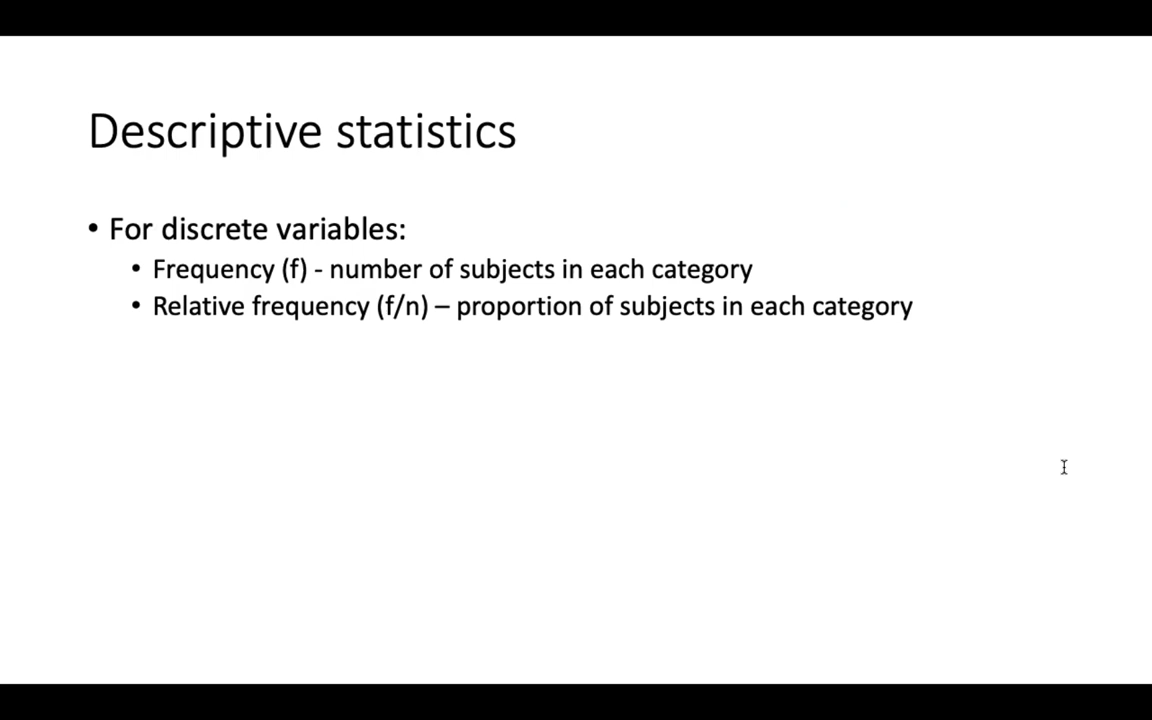 Descriptive statistics
• For discrete variables:
• Frequency (f) - number of subjects in each category
• Relative frequency (f/n) – proportion of subjects in each category